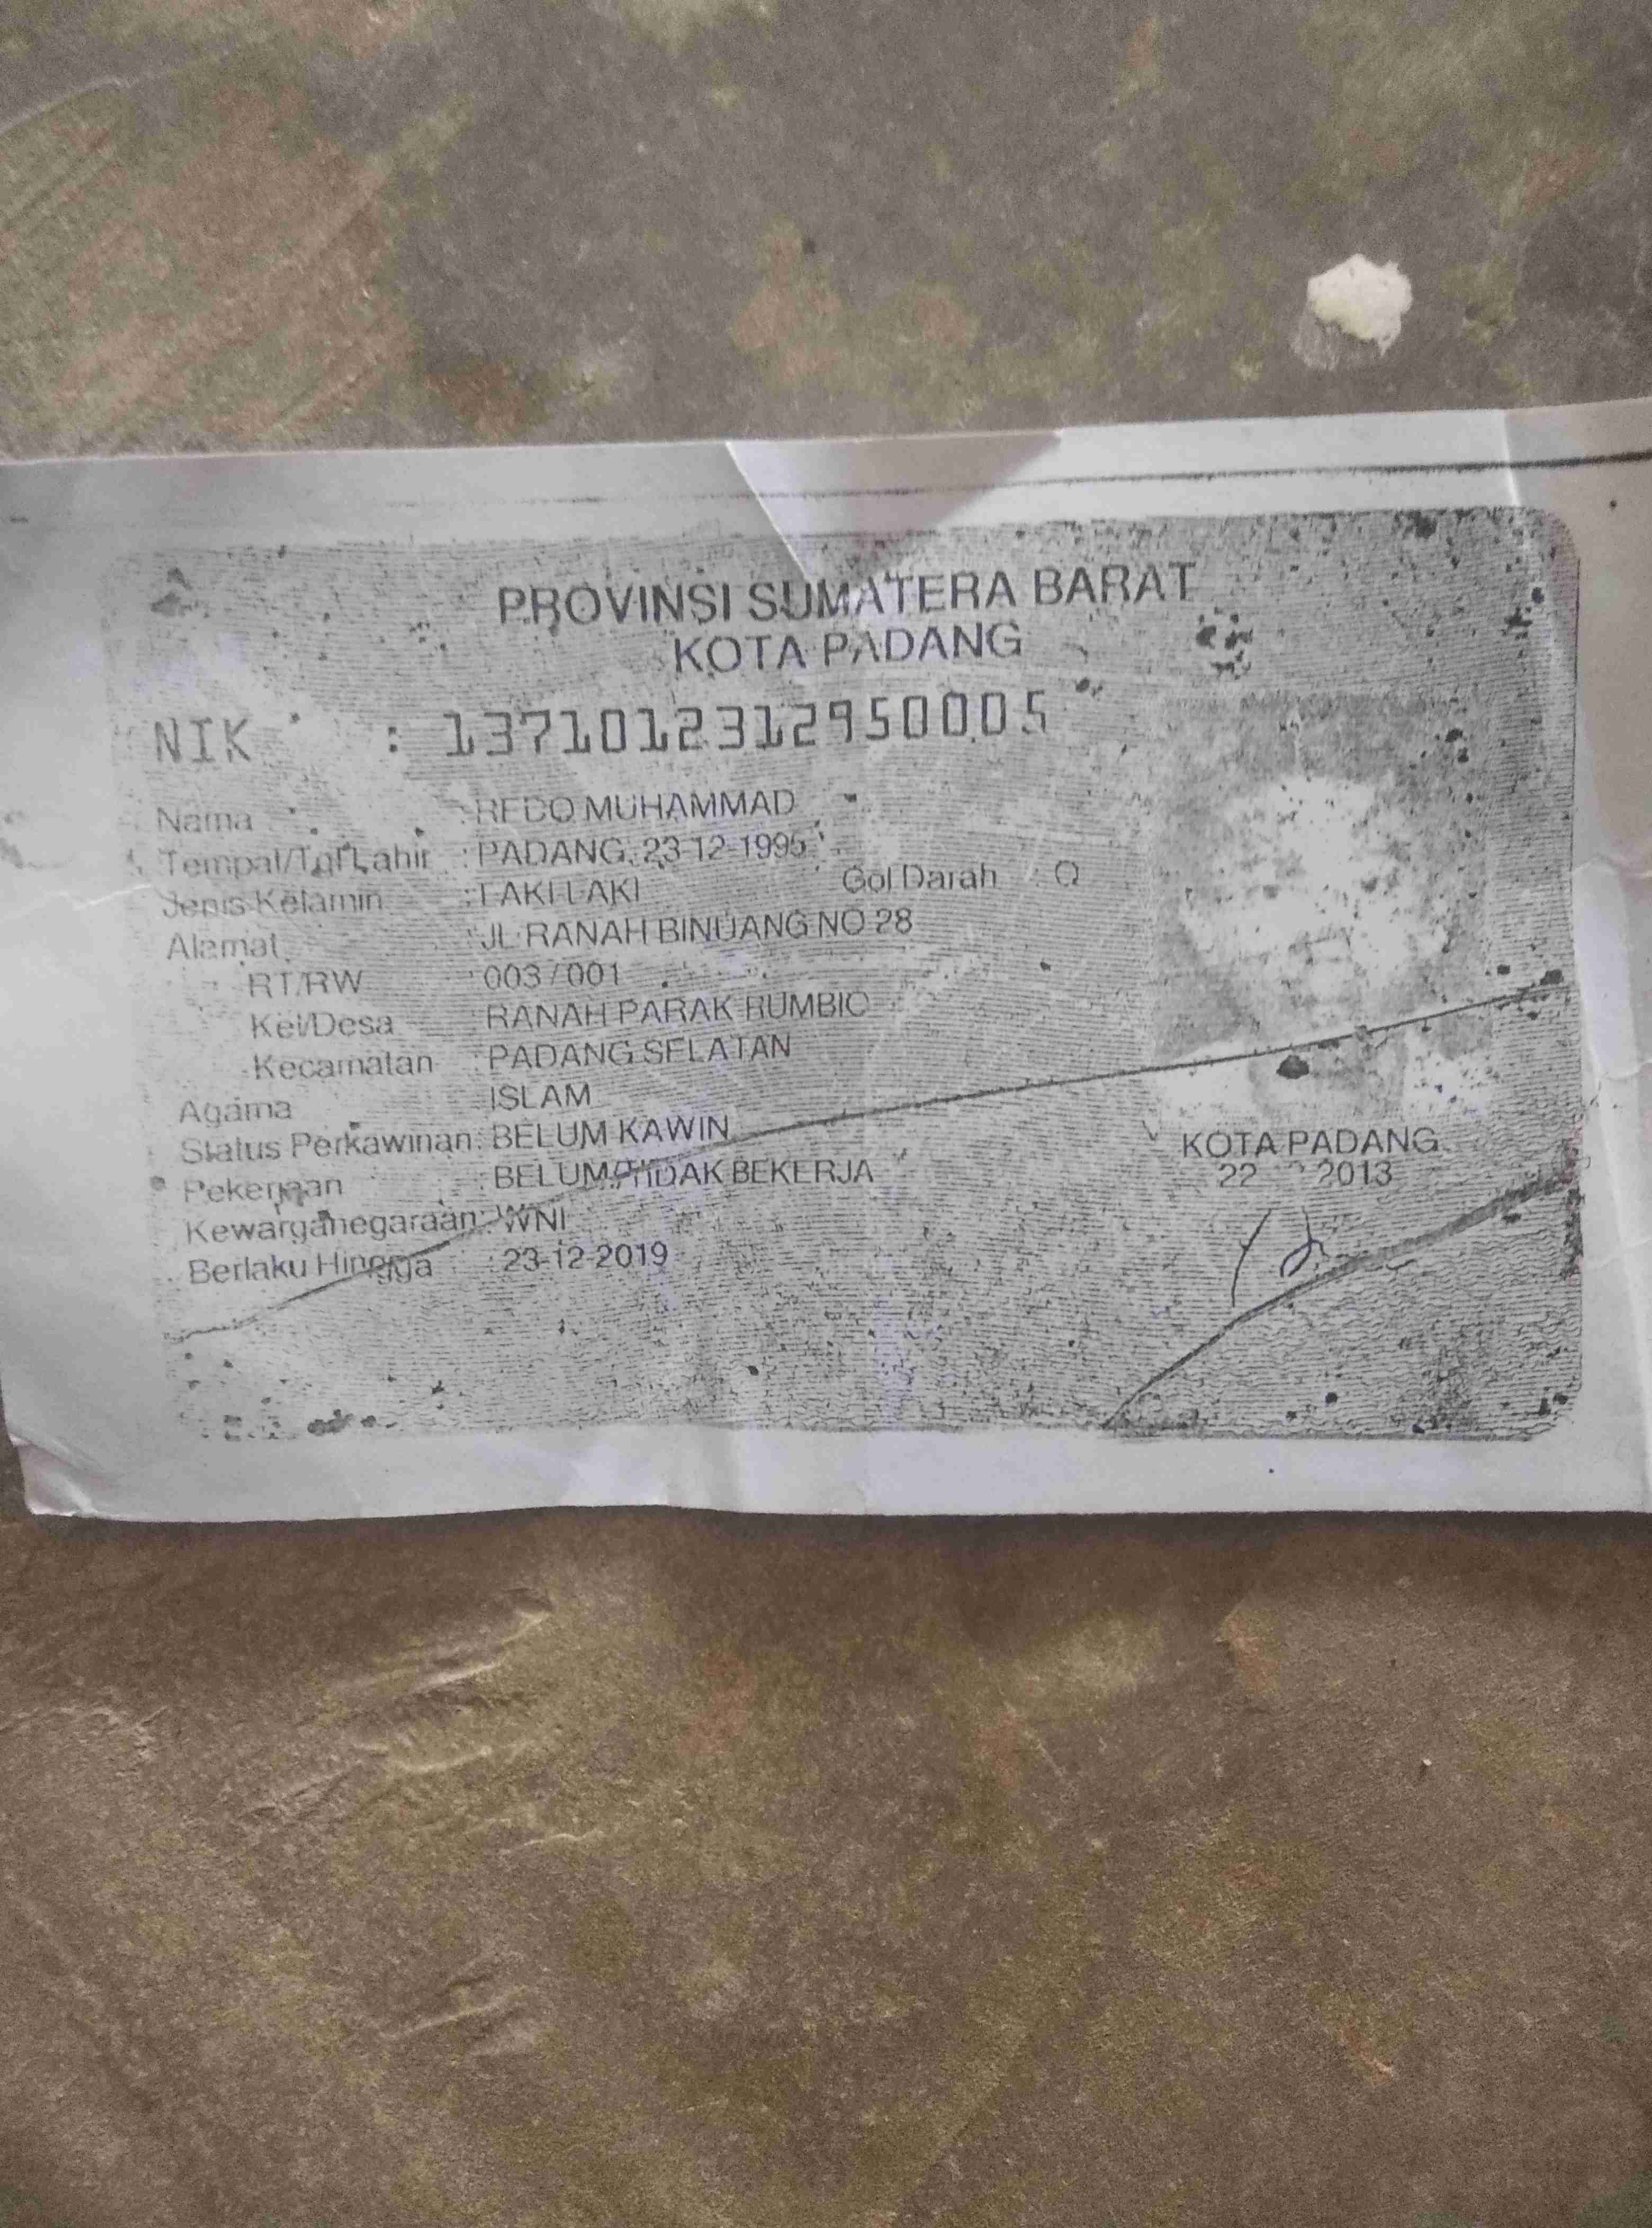 PROVINSI SUMATERA BARAT
KOTA PADANG
NIK : 1371012312950005
Nama : REDO MUHAMMAD
Tempat/Tgl Lahir : PADANG, 23-12-1995
Jenis Kelamin : LAKI-LAKI Gol Darah : O
Alamat : JL RANAH BINUANG NO 28
RT/RW : 003 / 001
Kel/Desa : RANAH PARAK RUMBIO
Kecamatan : PADANG SELATAN
Agama : ISLAM
Status Perkawinan: BELUM KAWIN
Pekerjaan : BELUM/TIDAK BEKERJA
Kewarganegaraan: WNI
Berlaku Hingga : 23-12-2019
KOTA PADANG
22 2013